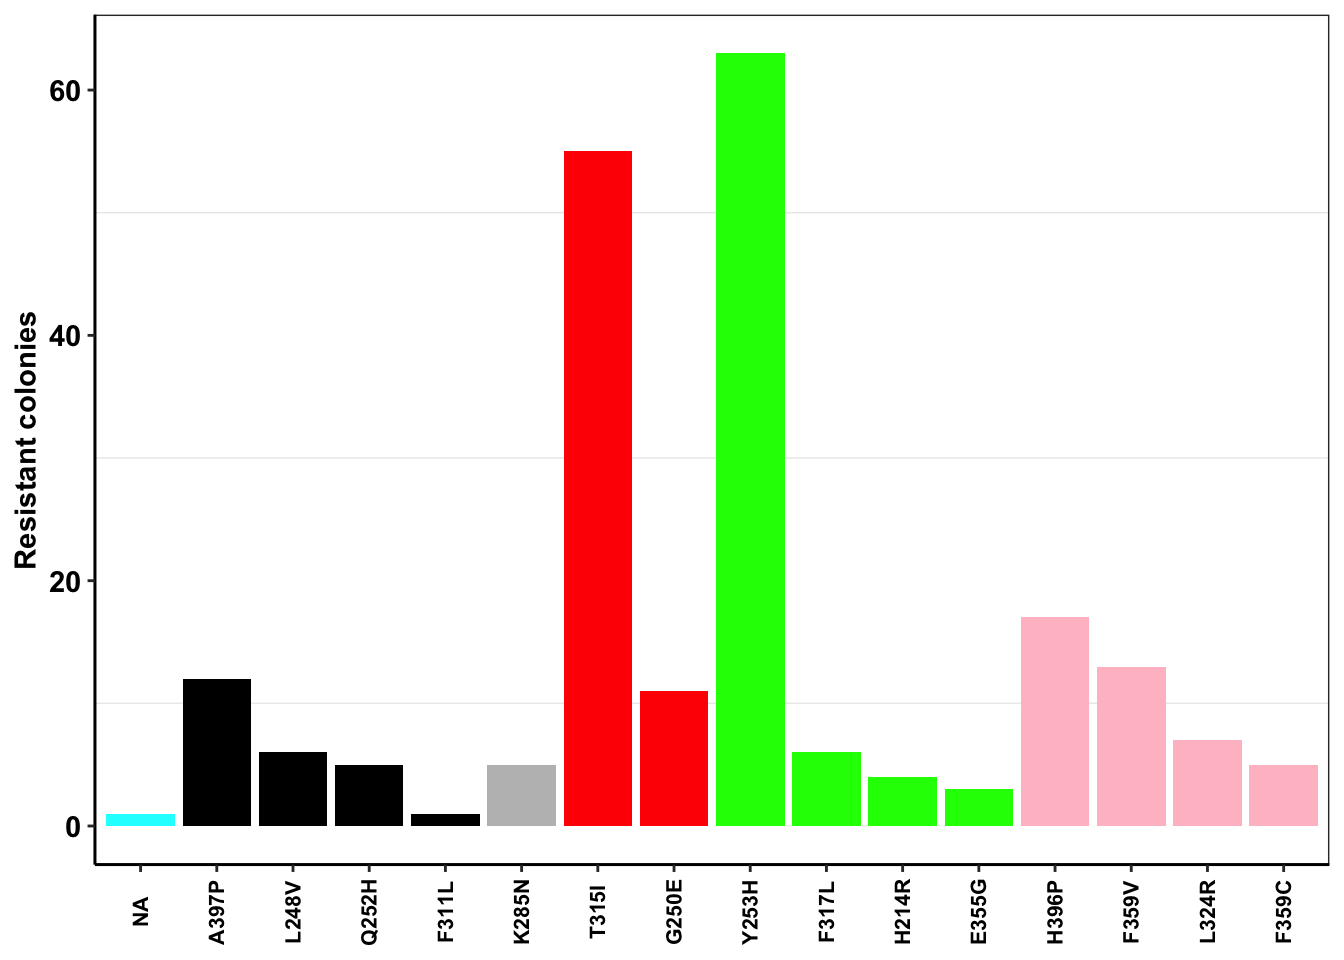 Resistant colonies
60
40
20
0
NA
A397P
L248V
Q252H
F311L
K285N
T315I
G250E
Y253H
F317L
H214R
E355G
H396P
F359V
L324R
F359C